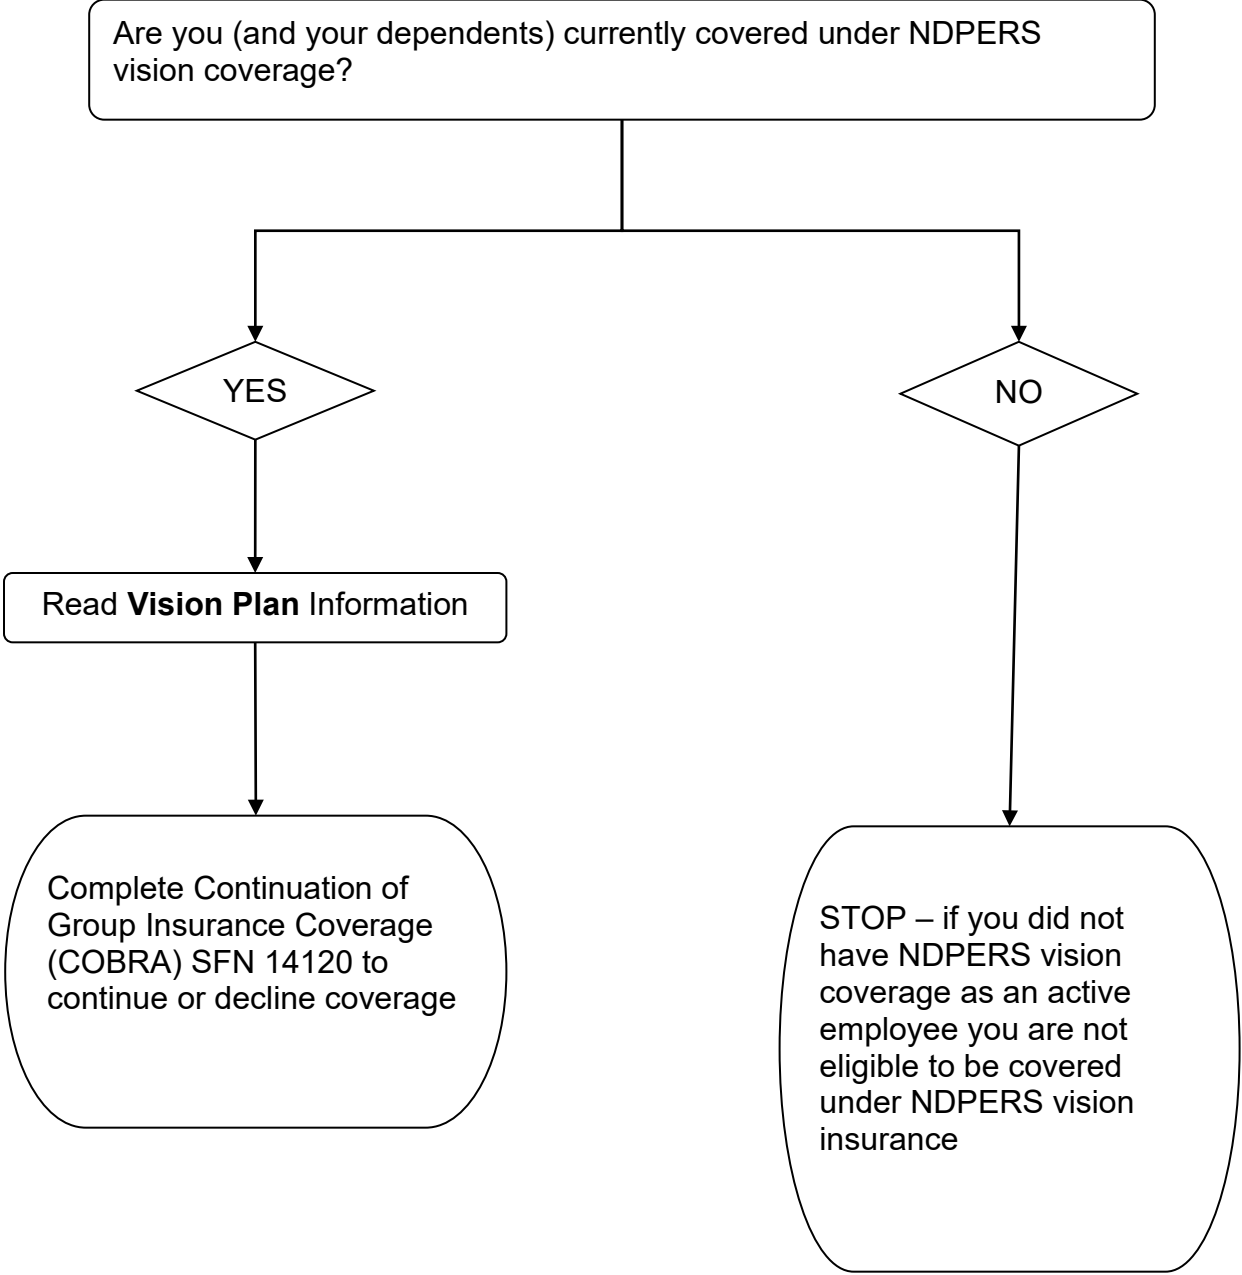 Are you (and your dependents) currently covered under NDPERS
vision coverage?
YES
NO
Read Vision Plan Information
Complete Continuation of
Group Insurance Coverage
(COBRA) SFN 14120 to
continue or decline coverage
STOP – if you did not
have NDPERS vision
coverage as an active
employee you are not
eligible to be covered
under NDPERS vision
insurance